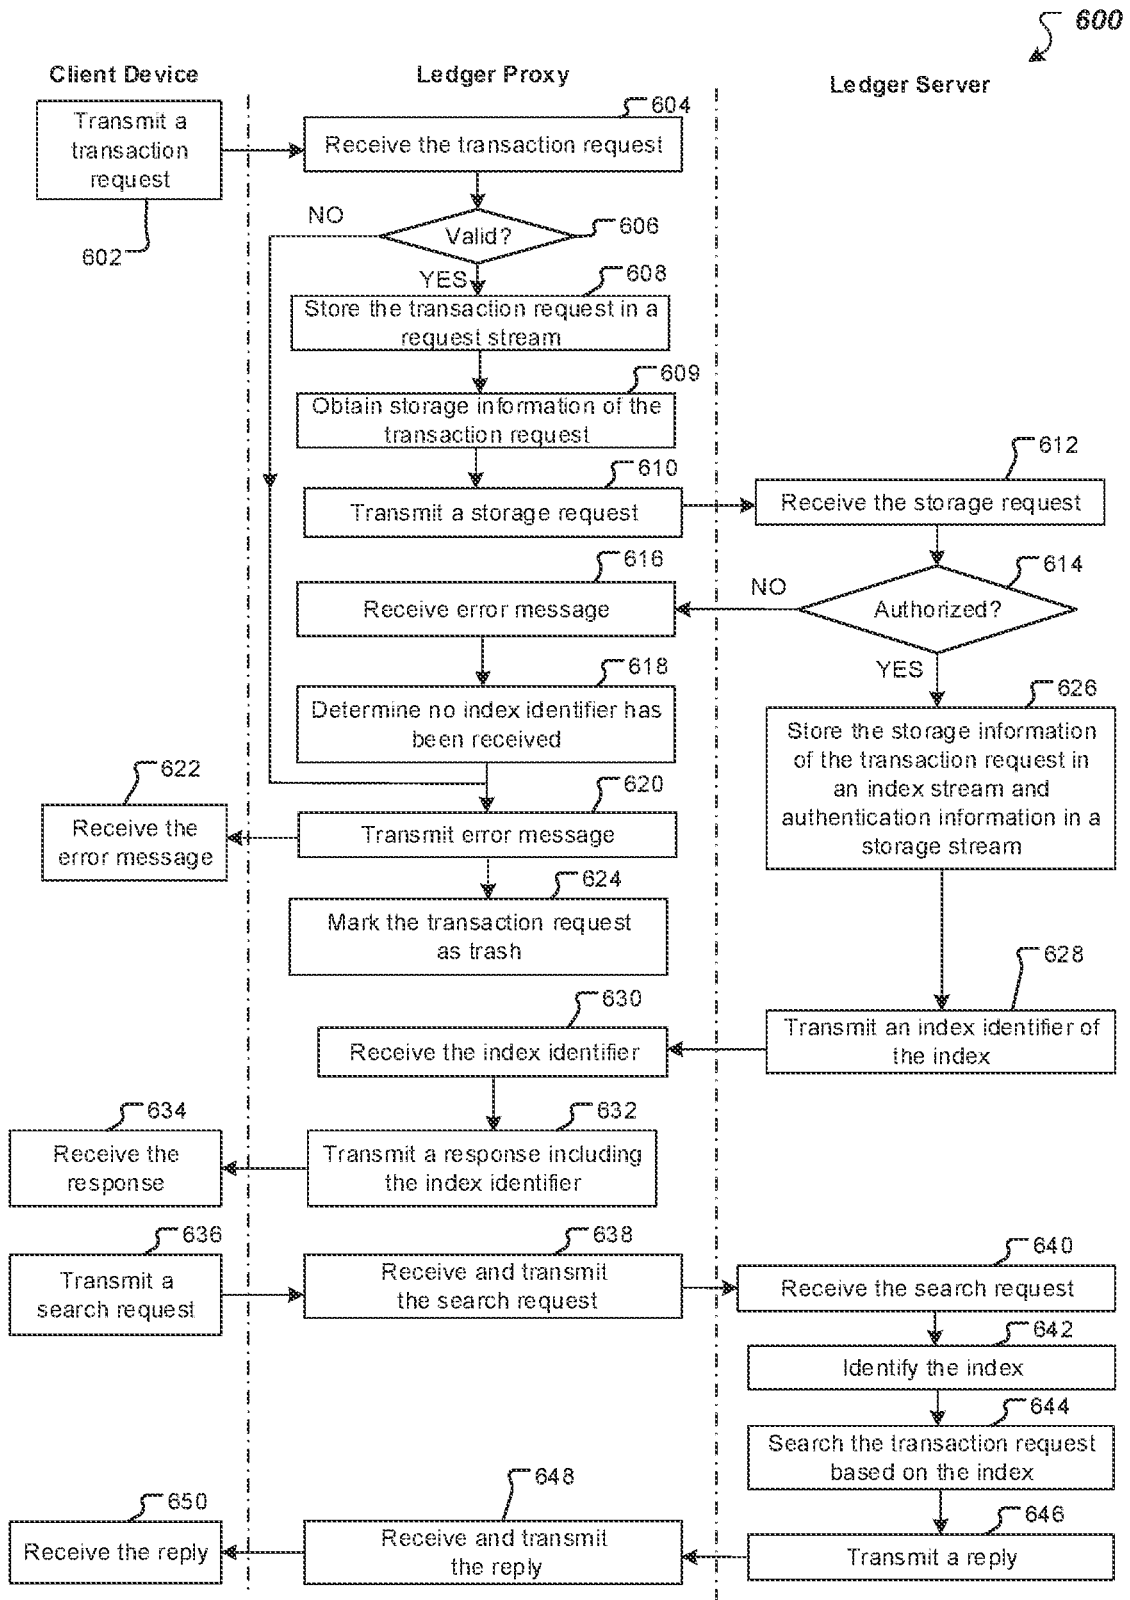 600
Client Device
Ledger Proxy
Ledger Server
Transmit a
transaction
request
602
604
Receive the transaction request
NO
Valid?
606
YES
608
Store the transaction request in a
request stream
609
Obtain storage information of the
transaction request
610
Transmit a storage request
612
Receive the storage request
616
Receive error message
NO
614
Authorized?
YES
618
Determine no index identifier has
been received
626
Store the storage information
of the transaction request in
an index stream and
authentication information in a
storage stream
622
Receive the
error message
620
Transmit error message
624
Mark the transaction request
as trash
628
Transmit an index identifier of
the index
630
Receive the index identifier
634
Receive the
response
632
Transmit a response including
the index identifier
636
Transmit a
search request
638
Receive and transmit
the search request
640
Receive the search request
642
Identify the index
644
Search the transaction request
based on the index
646
Transmit a reply
648
Receive and transmit
the reply
650
Receive the reply